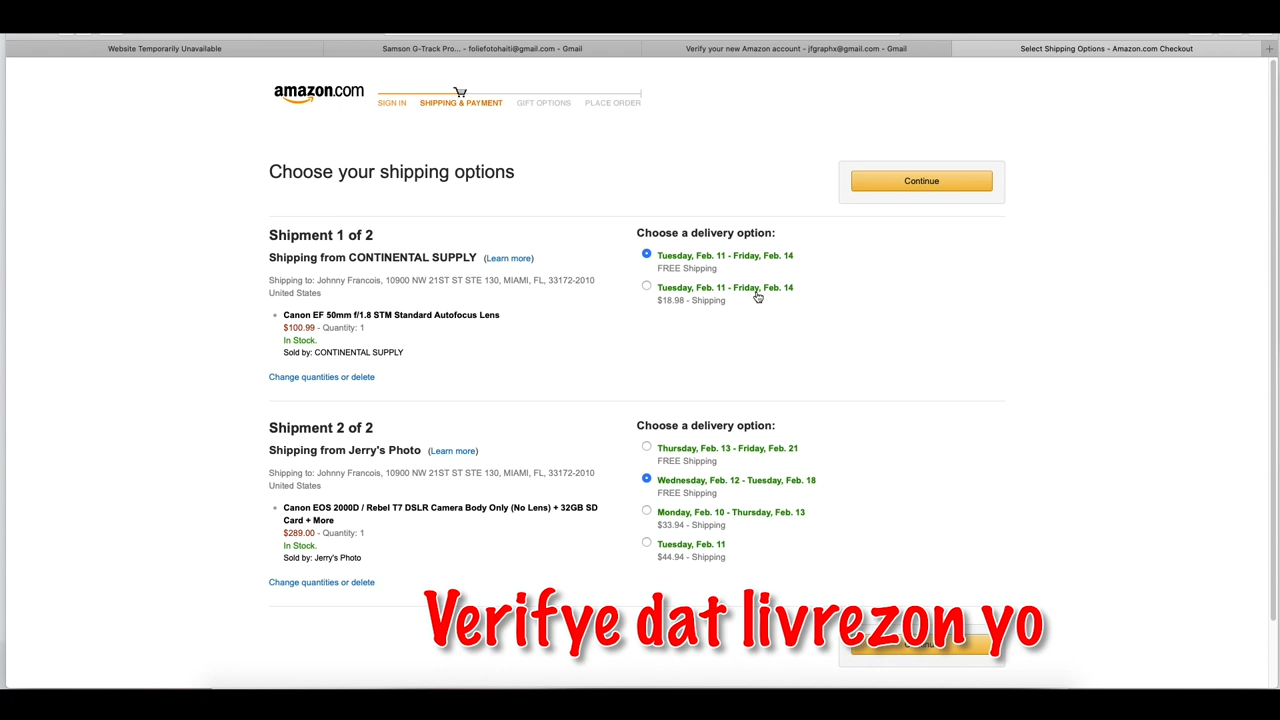 Website Temporarily Unavailable
Samson G-Track Pro... - foliefotohaiti@gmail.com - Gmail
Verify your new Amazon account - jfgraphx@gmail.com - Gmail
Select Shipping Options - Amazon.com Checkout
+
amazon.com
SIGN IN SHIPPING & PAYMENT GIFT OPTIONS PLACE ORDER
Choose your shipping options
Continue
Shipment 1 of 2
Shipping from CONTINENTAL SUPPLY (Learn more)
Shipping to: Johnny Francois, 10900 NW 21ST ST STE 130, MIAMI, FL, 33172-2010
United States
Canon EF 50mm f/1.8 STM Standard Autofocus Lens
$100.99 - Quantity: 1
In Stock.
Sold by: CONTINENTAL SUPPLY
Change quantities or delete
Choose a delivery option:
Tuesday, Feb. 11 - Friday, Feb. 14
FREE Shipping
Tuesday, Feb. 11 - Friday, Feb. 14
$18.98 - Shipping
Shipment 2 of 2
Shipping from Jerry's Photo (Learn more)
Shipping to: Johnny Francois, 10900 NW 21ST ST STE 130, MIAMI, FL, 33172-2010
United States
Canon EOS 2000D / Rebel T7 DSLR Camera Body Only (No Lens) + 32GB SD
Card + More
$289.00 - Quantity: 1
In Stock.
Sold by: Jerry's Photo
Change quantities or delete
Choose a delivery option:
Thursday, Feb. 13 - Friday, Feb. 21
FREE Shipping
Wednesday, Feb. 12 - Tuesday, Feb. 18
FREE Shipping
Monday, Feb. 10 - Thursday, Feb. 13
$33.94 - Shipping
Tuesday, Feb. 11
$44.94 - Shipping
Verifye dat livrezon yo